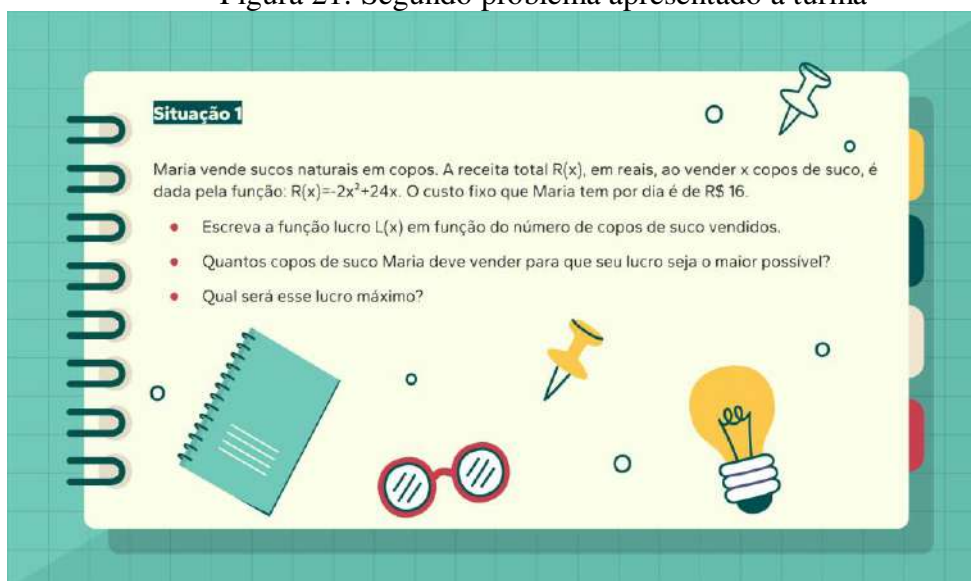 Figura 21: Segundo problema apresentado à turma
Situação 1
Maria vende sucos naturais em copos. A receita total R(x), em reais, ao vender x copos de suco, é
dada pela função: R(x)=-2x²+24x. O custo fixo que Maria tem por dia é de R$ 16.
• Escreva a função lucro L(x) em função do número de copos de suco vendidos.
• Quantos copos de suco Maria deve vender para que seu lucro seja o maior possível?
• Qual será esse lucro máximo?